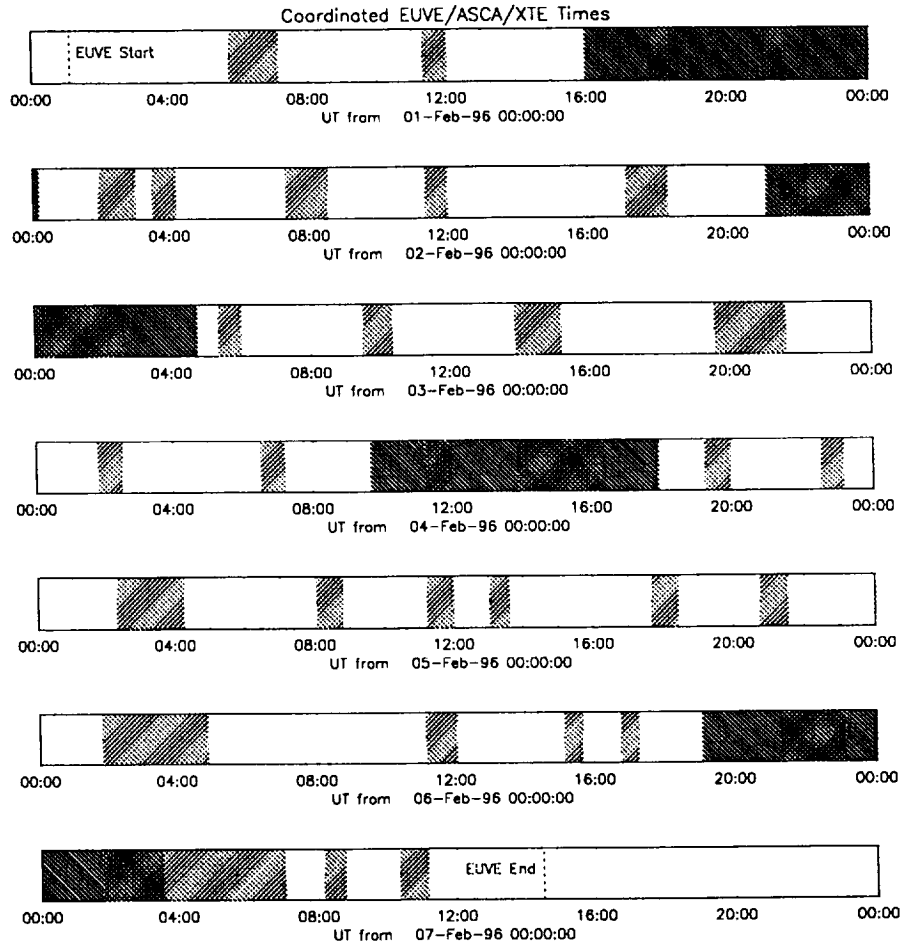 Coordinated EUVE/ASCA/XTE Times
EUVE Start
00:00 04:00 08:00 12:00 16:00 20:00 00:00
UT from 01-Feb-96 00:00:00
00:00 04:00 08:00 12:00 16:00 20:00 00:00
UT from 02-Feb-96 00:00:00
00:00 04:00 08:00 12:00 16:00 20:00 00:00
UT from 03-Feb-96 00:00:00
00:00 04:00 08:00 12:00 16:00 20:00 00:00
UT from 04-Feb-96 00:00:00
00:00 04:00 08:00 12:00 16:00 20:00 00:00
UT from 05-Feb-96 00:00:00
00:00 04:00 08:00 12:00 16:00 20:00 00:00
UT from 06-Feb-96 00:00:00
EUVE End
00:00 04:00 08:00 12:00 16:00 20:00 00:00
UT from 07-Feb-96 00:00:00